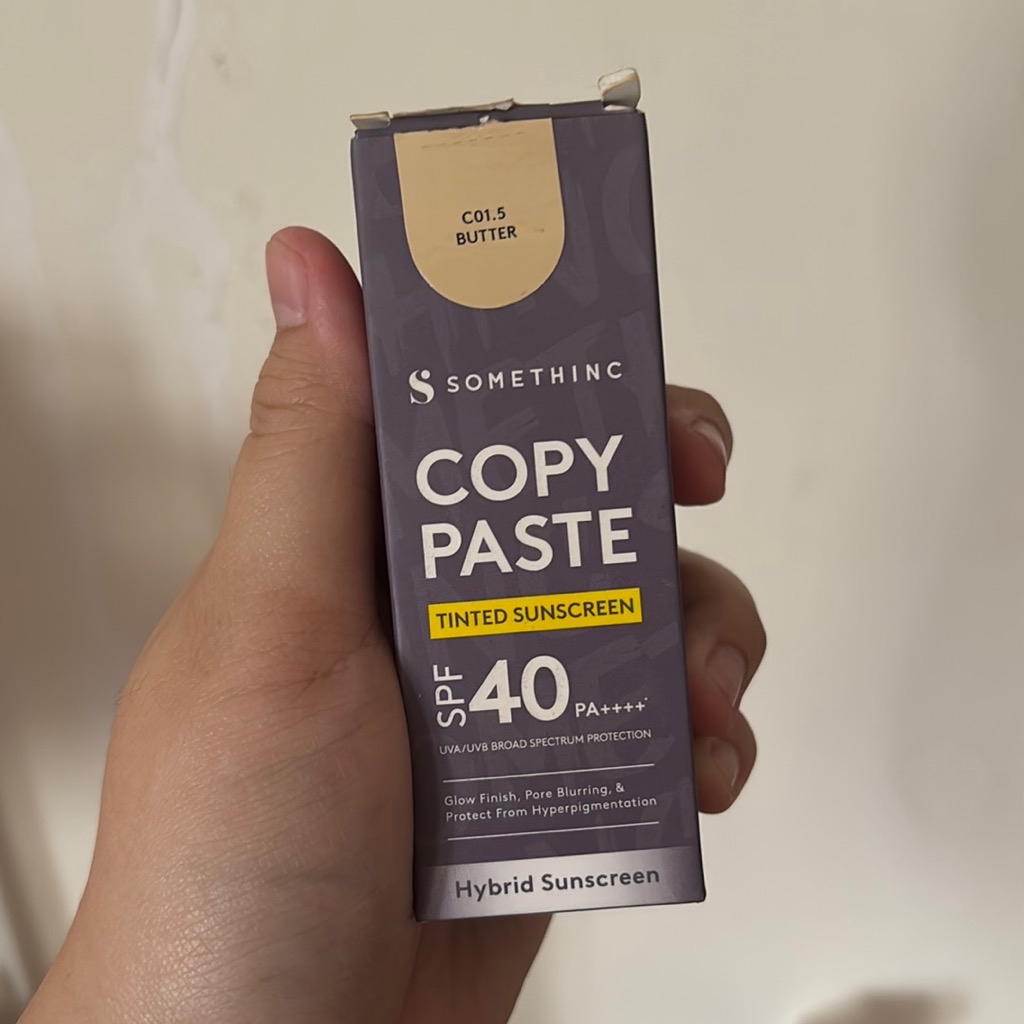 C01.5
BUTTER
SOMETHINC
COPY
PASTE
TINTED SUNSCREEN
SPF 40 PA++++
UVA/UVB BROAD SPECTRUM PROTECTION
Glow Finish, Pore Blurring, &
Protect From Hyperpigmentation
Hybrid Sunscreen